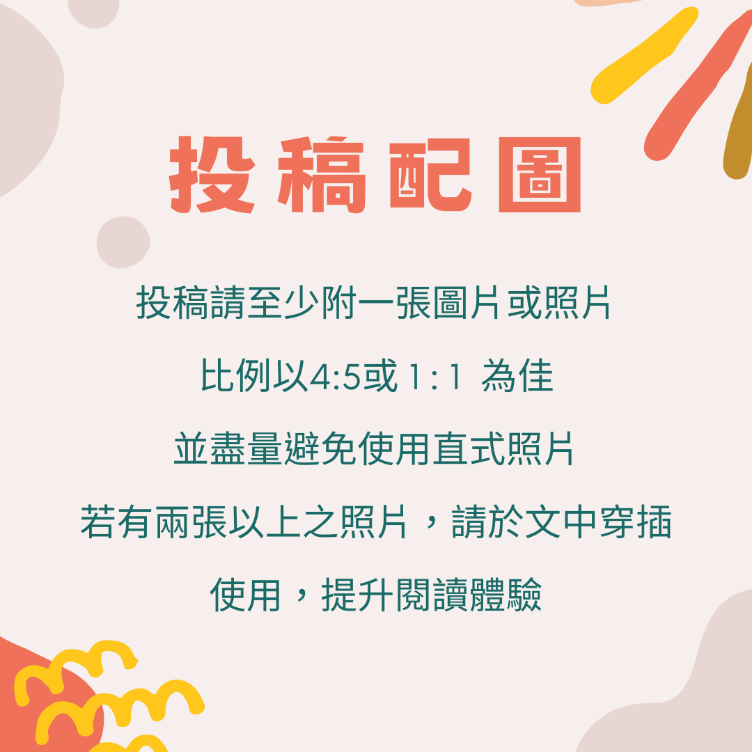 投稿配圖
投稿請至少附一張圖片或照片
比例以4:5或1:1 為佳
並盡量避免使用直式照片
若有兩張以上之照片，請於文中穿插
使用，提升閱讀體驗